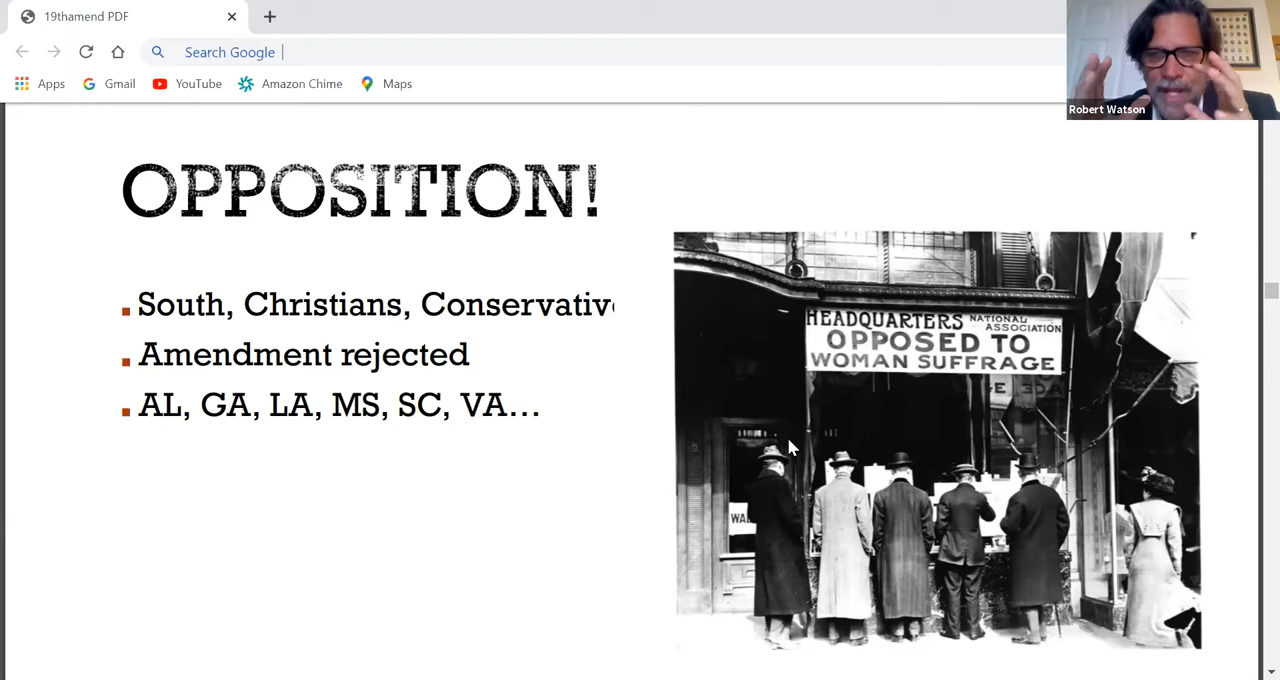 19thamend PDF
Search Google
Apps Gmail YouTube Amazon Chime Maps
Robert Watson
OPPOSITION!
South, Christians, Conservativ
Amendment rejected
AL, GA, LA, MS, SC, VA...
HEADQUARTERS NATIONAL ASSOCIATION
OPPOSED TO
WOMAN SUFFRAGE